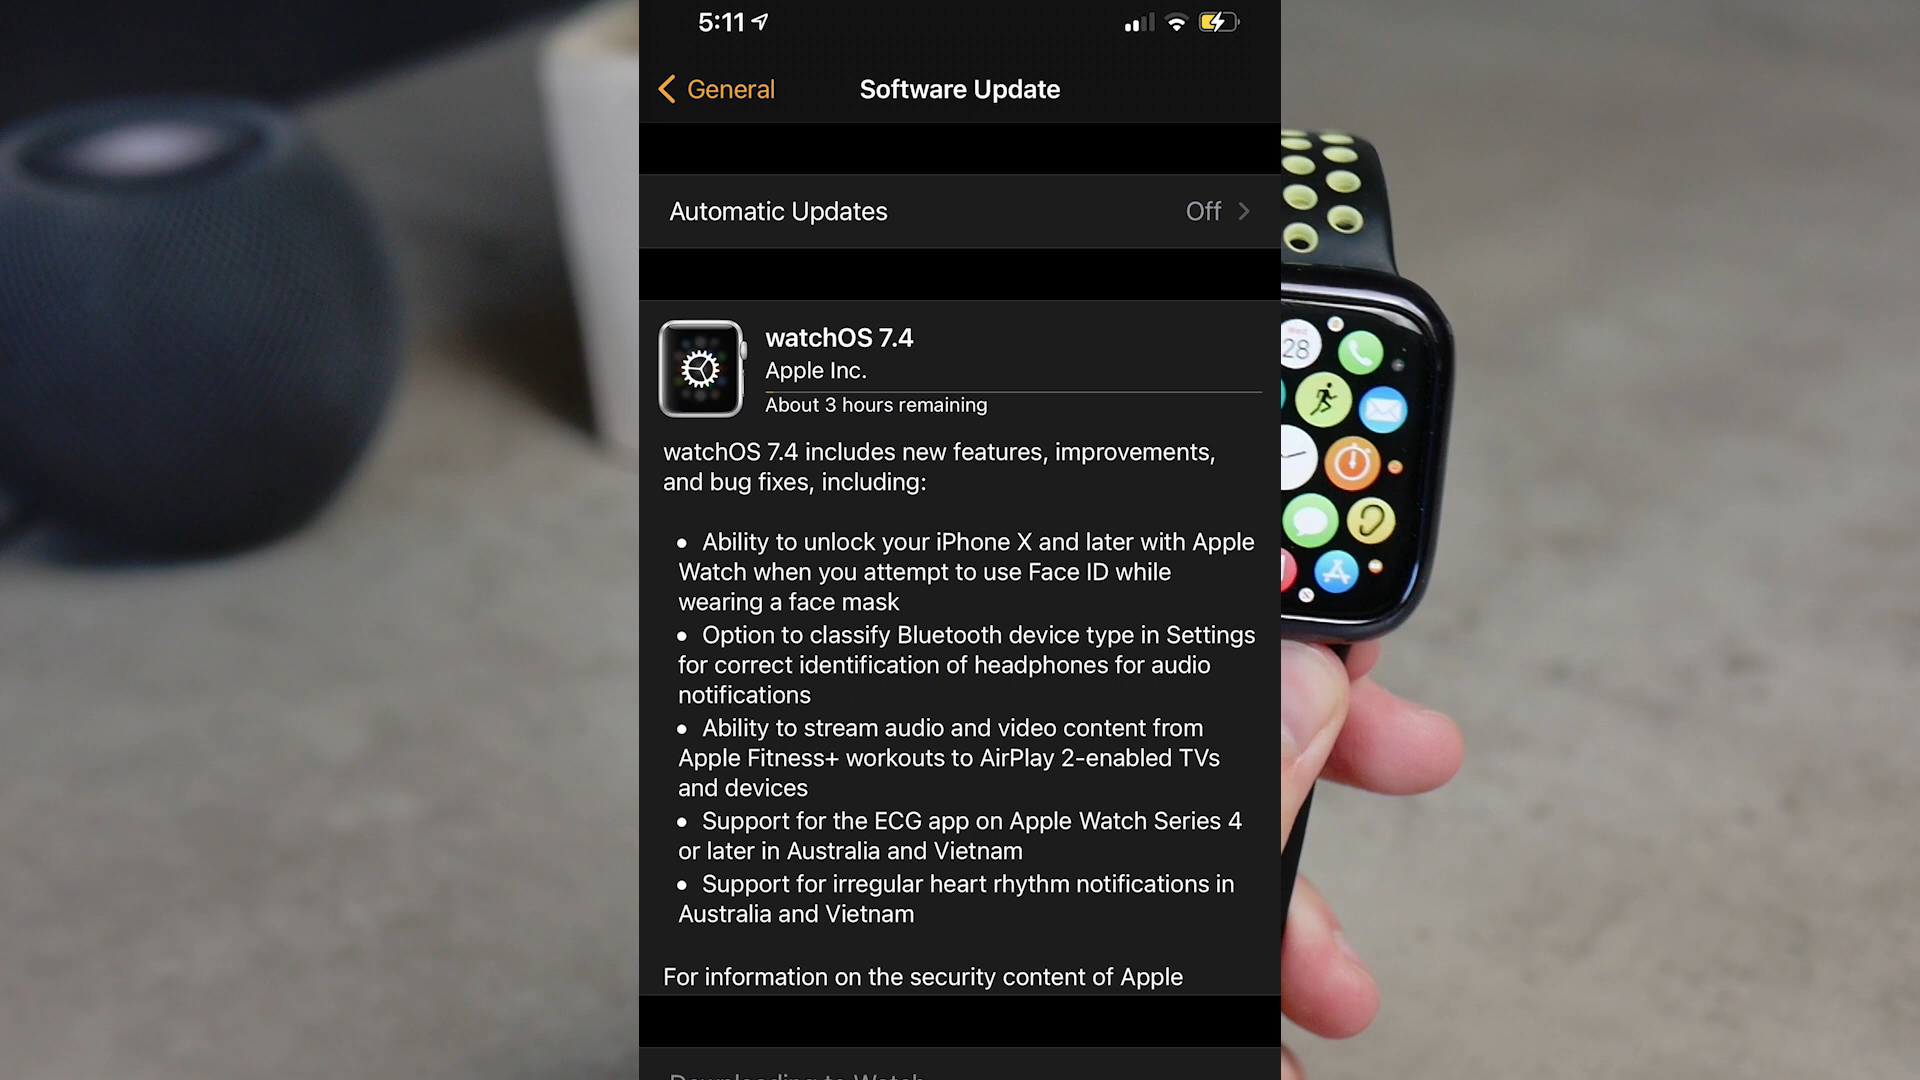 5:11
General
Software Update
Automatic Updates
Off
watchOS 7.4
Apple Inc.
About 3 hours remaining
watchOS 7.4 includes new features, improvements,
and bug fixes, including:
• Ability to unlock your iPhone X and later with Apple
Watch when you attempt to use Face ID while
wearing a face mask
• Option to classify Bluetooth device type in Settings
for correct identification of headphones for audio
notifications
• Ability to stream audio and video content from
Apple Fitness+ workouts to AirPlay 2-enabled TVs
and devices
• Support for the ECG app on Apple Watch Series 4
or later in Australia and Vietnam
• Support for irregular heart rhythm notifications in
Australia and Vietnam
For information on the security content of Apple
Downloading to Watch
Wed
28